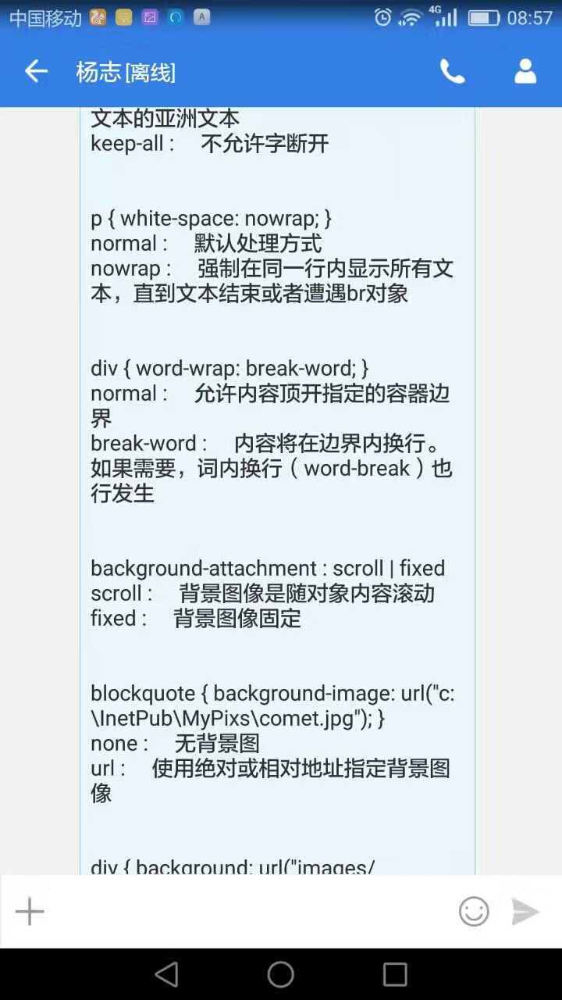 中国移动
A
4G
08:57
杨志[离线]
文本的亚洲文本
keep-all : 不允许字断开
p { white-space: nowrap; }
normal : 默认处理方式
nowrap : 强制在同一行内显示所有文
本，直到文本结束或者遭遇br对象
div { word-wrap: break-word; }
normal : 允许内容顶开指定的容器边
界
break-word : 内容将在边界内换行。
如果需要，词内换行（word-break）也
行发生
background-attachment : scroll | fixed
scroll : 背景图像是随对象内容滚动
fixed : 背景图像固定
blockquote { background-image: url("c:
\InetPub\MyPixs\comet.jpg"); }
none : 无背景图
url : 使用绝对或相对地址指定背景图
像
div { background: url("images/